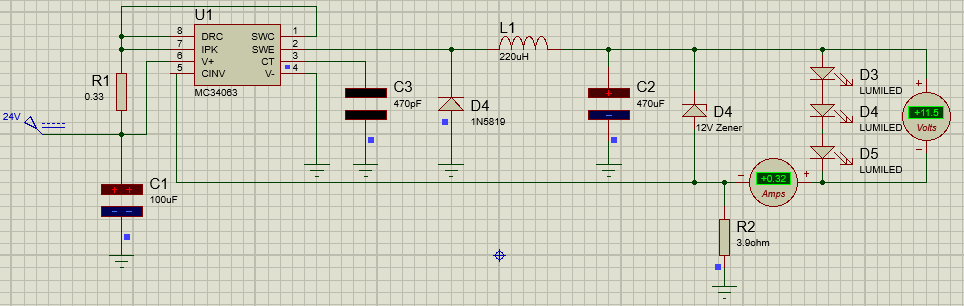 U1
8 DRC SWC 1
7 IPK SWE 2
6 V+ CT 3
5 CINV V- 4
MC34063
R1
0.33
24V
C1
100uF
C3
470pF
D4
1N5819
L1
220uH
C2
470uF
D4
12V Zener
D3
LUMILED
D4
LUMILED
D5
LUMILED
+
+11.5
Volts
−
− +
+0.32
Amps
R2
3.9ohm